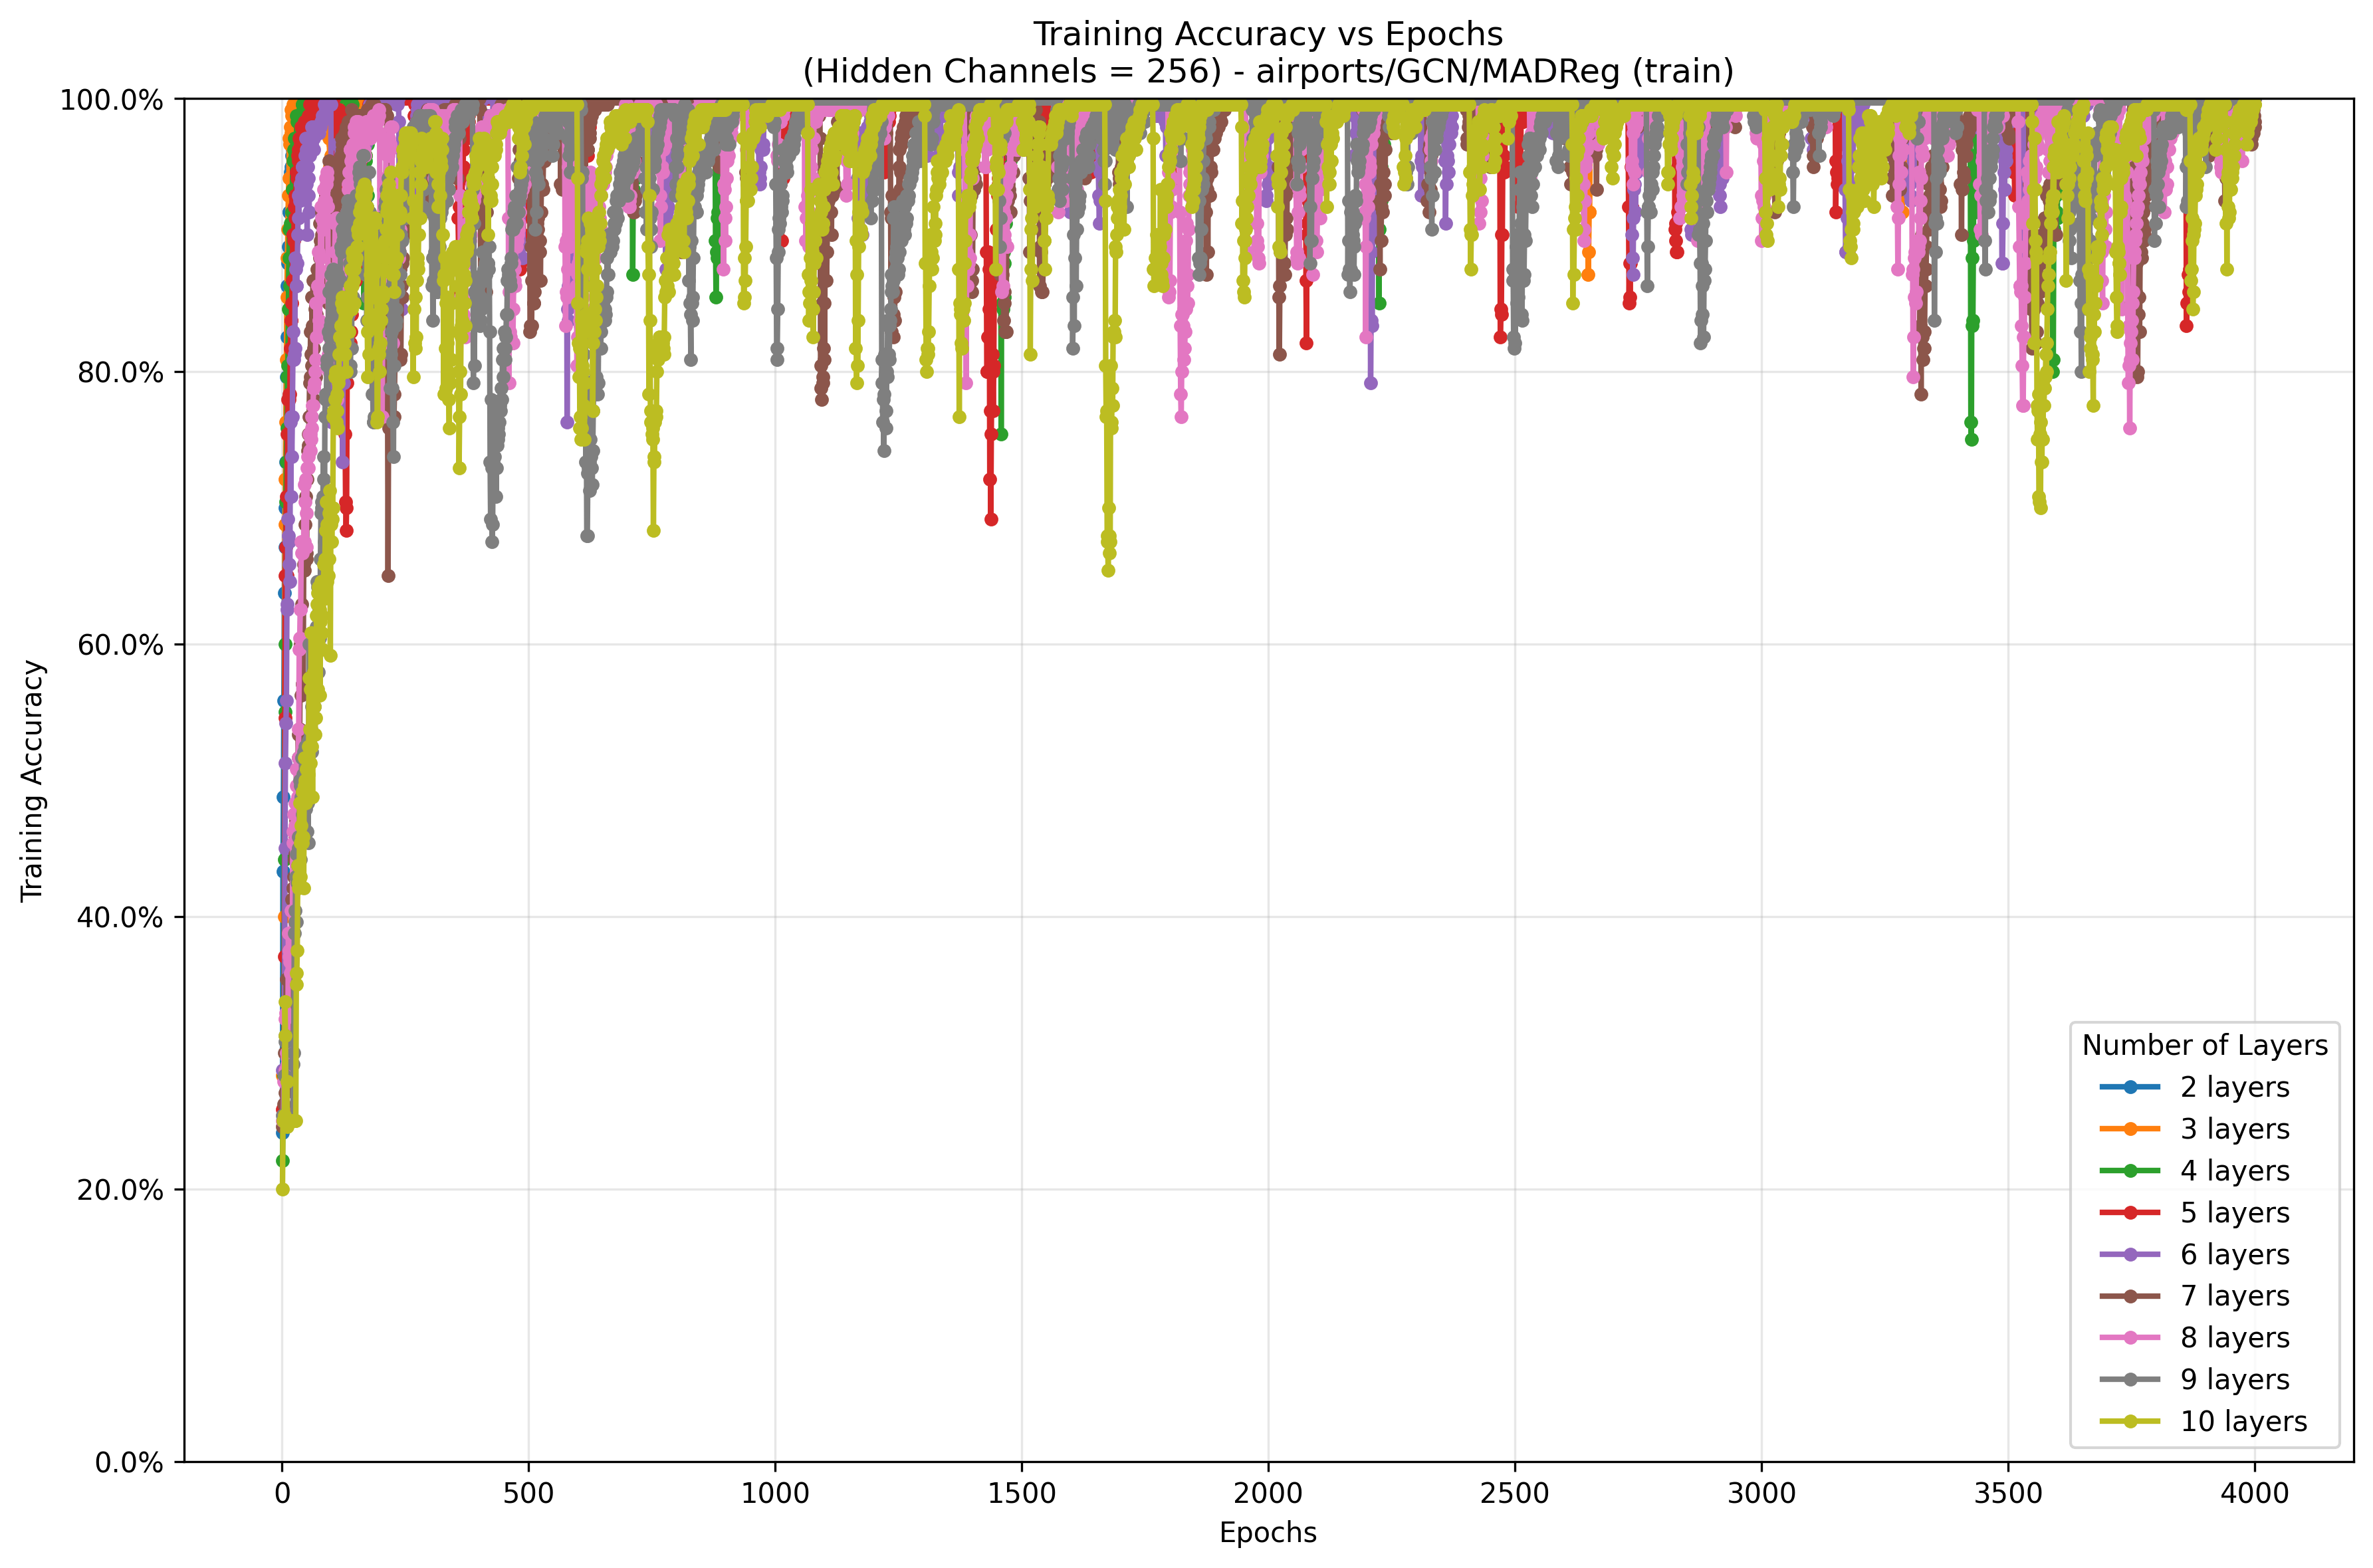 Training Accuracy vs Epochs
(Hidden Channels = 256) - airports/GCN/MADReg (train)
Training Accuracy
100.0%
80.0%
60.0%
40.0%
20.0%
0.0%
0
500
1000
1500
2000
2500
3000
3500
4000
Epochs
Number of Layers
2 layers
3 layers
4 layers
5 layers
6 layers
7 layers
8 layers
9 layers
10 layers